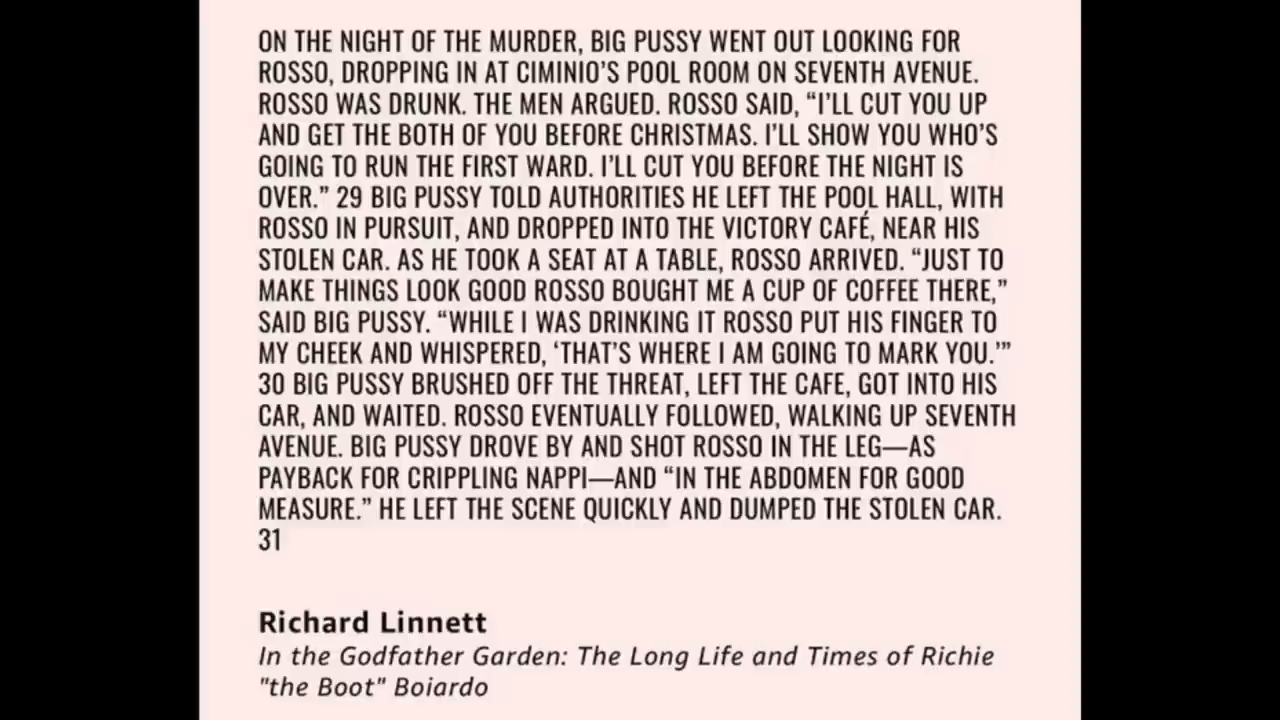 ON THE NIGHT OF THE MURDER, BIG PUSSY WENT OUT LOOKING FOR
ROSSO, DROPPING IN AT CIMINIO’S POOL ROOM ON SEVENTH AVENUE.
ROSSO WAS DRUNK. THE MEN ARGUED. ROSSO SAID, “I’LL CUT YOU UP
AND GET THE BOTH OF YOU BEFORE CHRISTMAS. I’LL SHOW YOU WHO’S
GOING TO RUN THE FIRST WARD. I’LL CUT YOU BEFORE THE NIGHT IS
OVER.” 29 BIG PUSSY TOLD AUTHORITIES HE LEFT THE POOL HALL, WITH
ROSSO IN PURSUIT, AND DROPPED INTO THE VICTORY CAFÉ, NEAR HIS
STOLEN CAR. AS HE TOOK A SEAT AT A TABLE, ROSSO ARRIVED. “JUST TO
MAKE THINGS LOOK GOOD ROSSO BOUGHT ME A CUP OF COFFEE THERE,”
SAID BIG PUSSY. “WHILE I WAS DRINKING IT ROSSO PUT HIS FINGER TO
MY CHEEK AND WHISPERED, ‘THAT’S WHERE I AM GOING TO MARK YOU.’”
30 BIG PUSSY BRUSHED OFF THE THREAT, LEFT THE CAFE, GOT INTO HIS
CAR, AND WAITED. ROSSO EVENTUALLY FOLLOWED, WALKING UP SEVENTH
AVENUE. BIG PUSSY DROVE BY AND SHOT ROSSO IN THE LEG—AS
PAYBACK FOR CRIPPLING NAPPI—AND “IN THE ABDOMEN FOR GOOD
MEASURE.” HE LEFT THE SCENE QUICKLY AND DUMPED THE STOLEN CAR.
31
Richard Linnett
In the Godfather Garden: The Long Life and Times of Richie
"the Boot" Boiardo